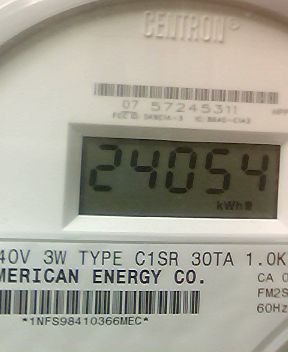 CENTRON®
07 57245311
24054
kWh
40V 3W TYPE C1SR 30TA 1.0K
MERICAN ENERGY CO.
CA 0
FM2S
60Hz
*1NFS98410366MEC*